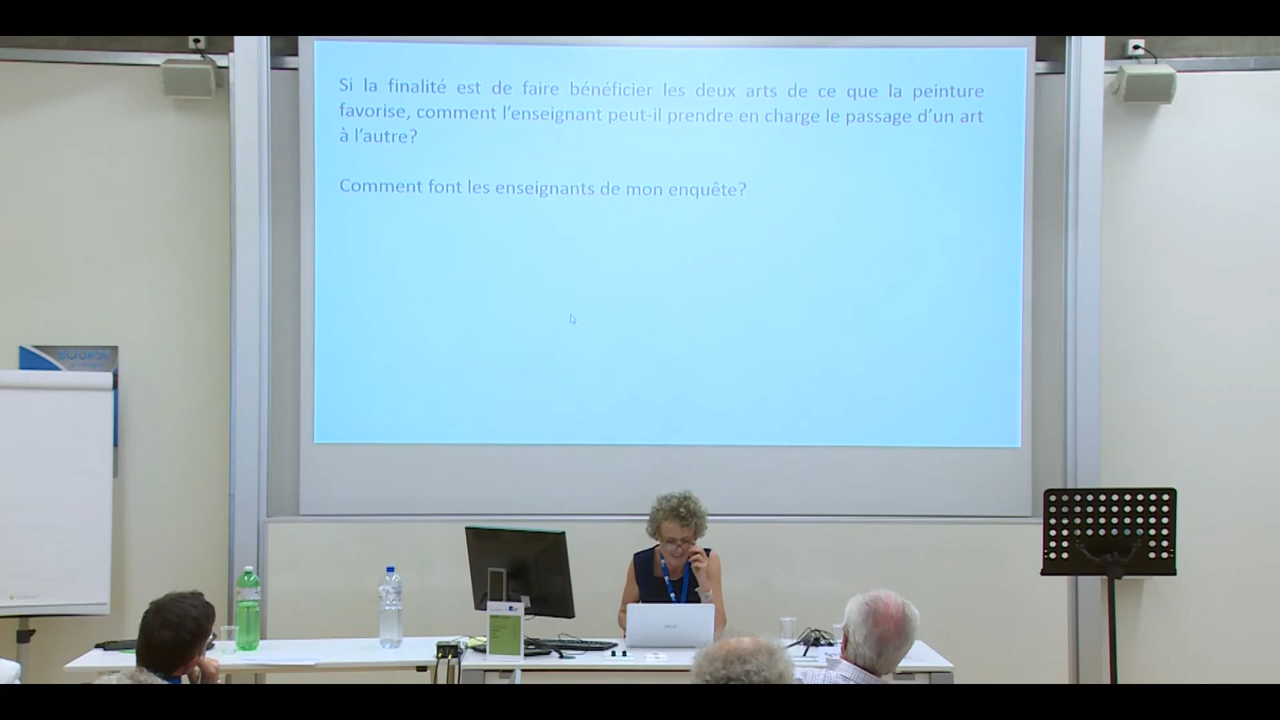 Si la finalité est de faire bénéficier les deux arts de ce que la peinture
favorise, comment l'enseignant peut-il prendre en charge le passage d'un art
à l'autre?
Comment font les enseignants de mon enquête?